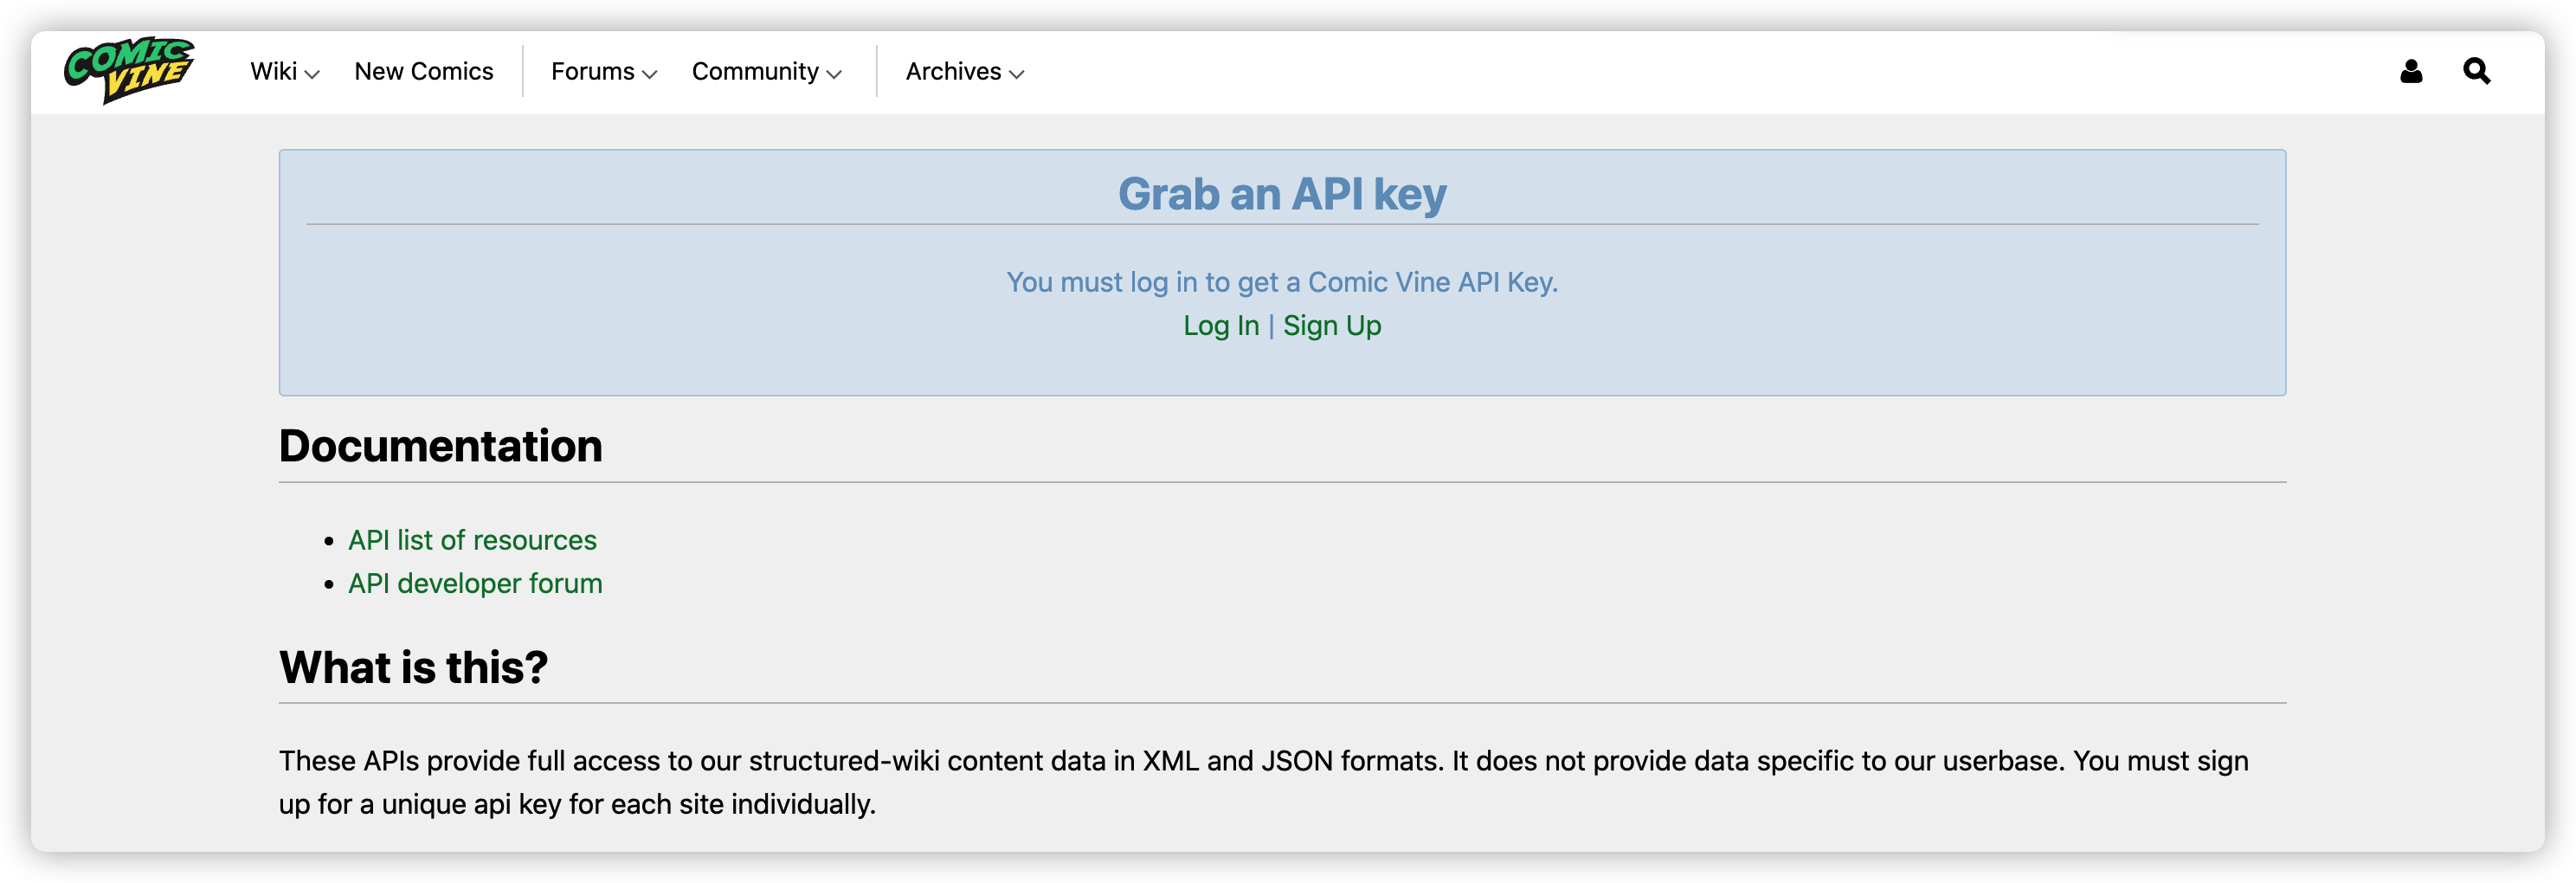 COMIC VINE
Wiki
New Comics
Forums
Community
Archives
Grab an API key
You must log in to get a Comic Vine API Key.
Log In | Sign Up
Documentation
API list of resources
API developer forum
What is this?
These APIs provide full access to our structured-wiki content data in XML and JSON formats. It does not provide data specific to our userbase. You must sign
up for a unique api key for each site individually.